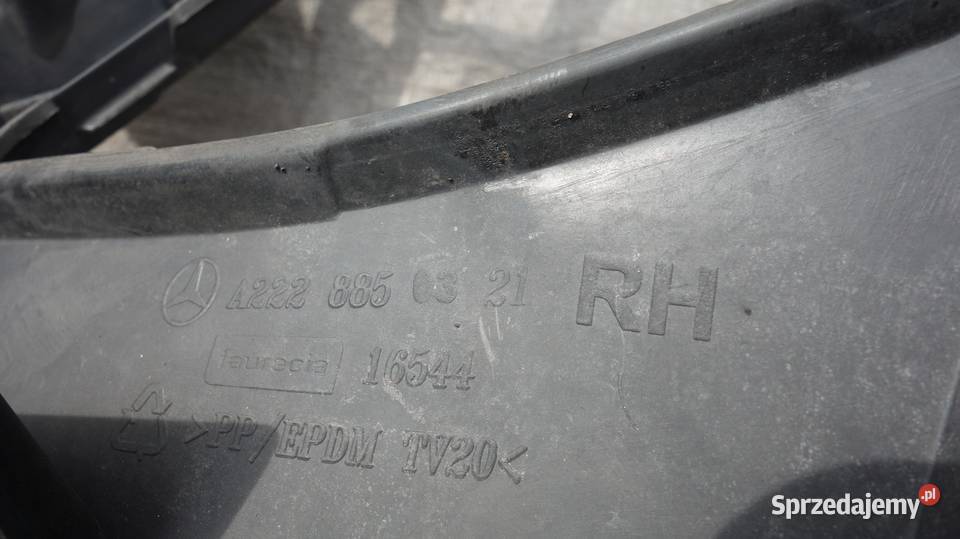 A222 885 03 21 RH
faurecia 16544
>PP/EPDM TV20<
Sprzedajemy.pl